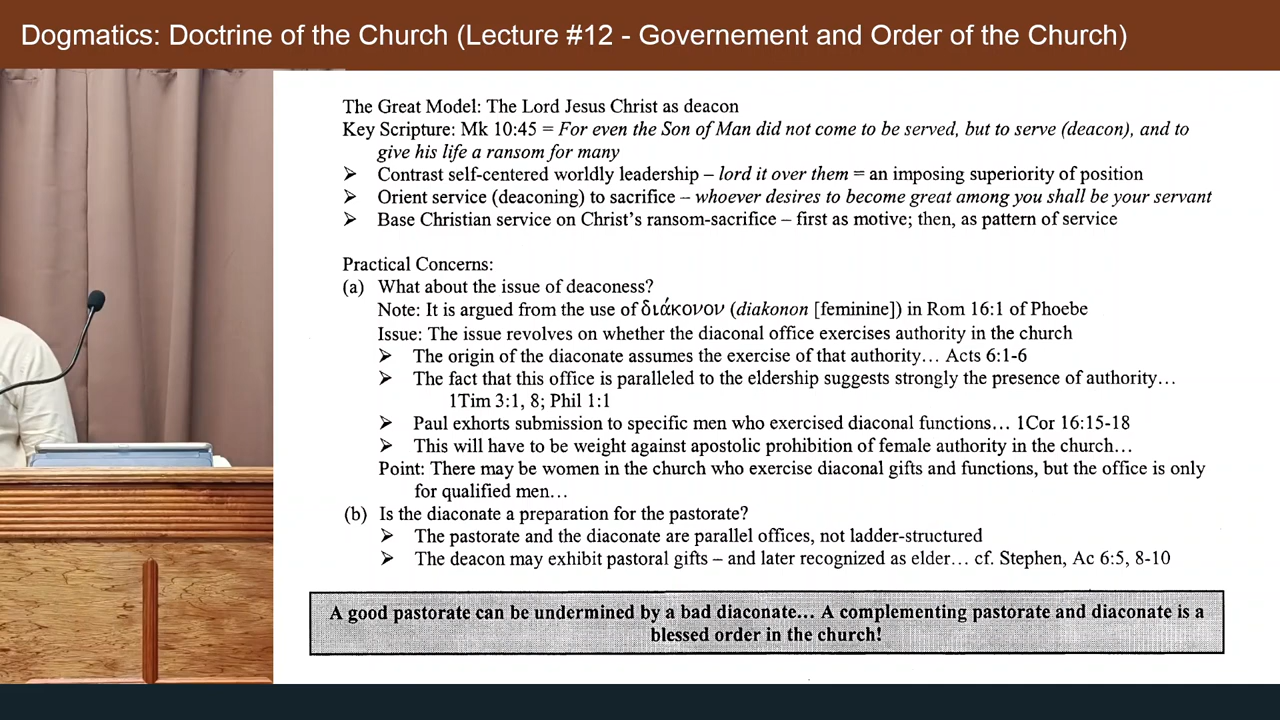 Dogmatics: Doctrine of the Church (Lecture #12 - Governement and Order of the Church)
The Great Model: The Lord Jesus Christ as deacon
Key Scripture: Mk 10:45 = For even the Son of Man did not come to be served, but to serve (deacon), and to
give his life a ransom for many
➢ Contrast self-centered worldly leadership – lord it over them = an imposing superiority of position
➢ Orient service (deaconing) to sacrifice – whoever desires to become great among you shall be your servant
➢ Base Christian service on Christ's ransom-sacrifice – first as motive; then, as pattern of service
Practical Concerns:
(a) What about the issue of deaconess?
Note: It is argued from the use of διάκονον (diakonon [feminine]) in Rom 16:1 of Phoebe
Issue: The issue revolves on whether the diaconal office exercises authority in the church
➢ The origin of the diaconate assumes the exercise of that authority… Acts 6:1-6
➢ The fact that this office is paralleled to the eldership suggests strongly the presence of authority…
1Tim 3:1, 8; Phil 1:1
➢ Paul exhorts submission to specific men who exercised diaconal functions… 1Cor 16:15-18
➢ This will have to be weight against apostolic prohibition of female authority in the church…
Point: There may be women in the church who exercise diaconal gifts and functions, but the office is only
for qualified men…
(b) Is the diaconate a preparation for the pastorate?
➢ The pastorate and the diaconate are parallel offices, not ladder-structured
➢ The deacon may exhibit pastoral gifts – and later recognized as elder… cf. Stephen, Ac 6:5, 8-10
A good pastorate can be undermined by a bad diaconate… A complementing pastorate and diaconate is a
blessed order in the church!